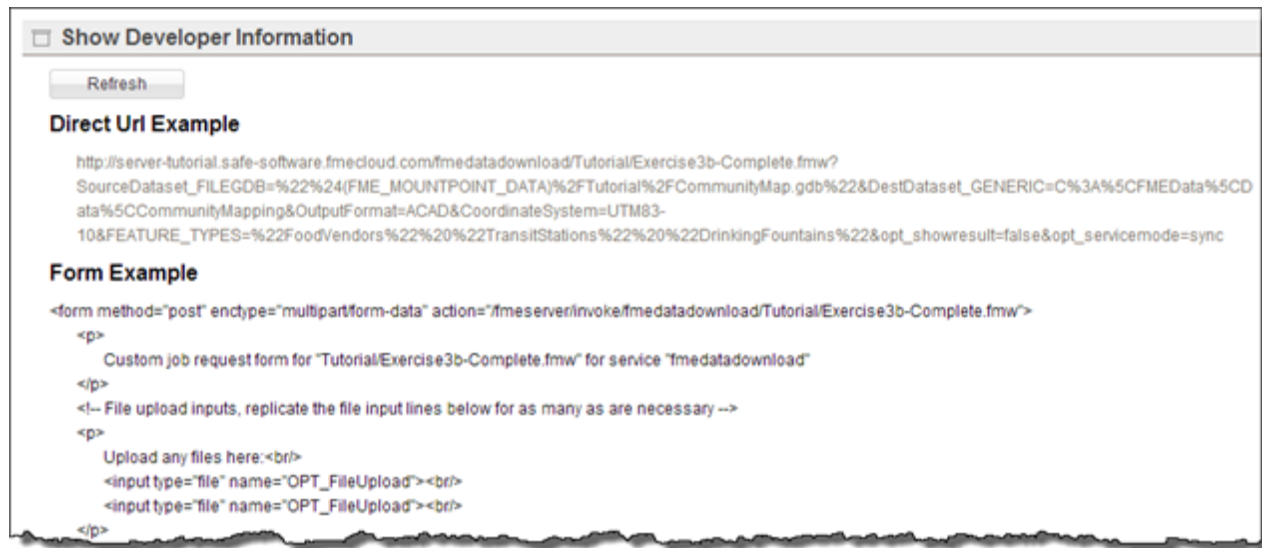 Show Developer Information
Refresh
Direct Url Example
http://server-tutorial.safe-software.fmecloud.com/fmedatadownload/Tutorial/Exercise3b-Complete.fmw?
SourceDataset_FILEGDB=%22%24(FME_MOUNTPOINT_DATA)%2FTutorial%2FCommunityMap.gdb%22&DestDataset_GENERIC=C%3A%5CFMEData%5CD
ata%5CCommunityMapping&OutputFormat=ACAD&CoordinateSystem=UTM83-
10&FEATURE_TYPES=%22FoodVendors%22%20%22TransitStations%22%20%22DrinkingFountains%22&opt_showresult=false&opt_servicemode=sync
Form Example
<form method="post" enctype="multipart/form-data" action="/fmeserver/invoke/fmedatadownload/Tutorial/Exercise3b-Complete.fmw">
<p>
Custom job request form for "Tutorial/Exercise3b-Complete.fmw" for service "fmedatadownload"
</p>
<!-- File upload inputs, replicate the file input lines below for as many as are necessary -->
<p>
Upload any files here:<br/>
<input type="file" name="OPT_FileUpload"><br/>
<input type="file" name="OPT_FileUpload"><br/>
</p>